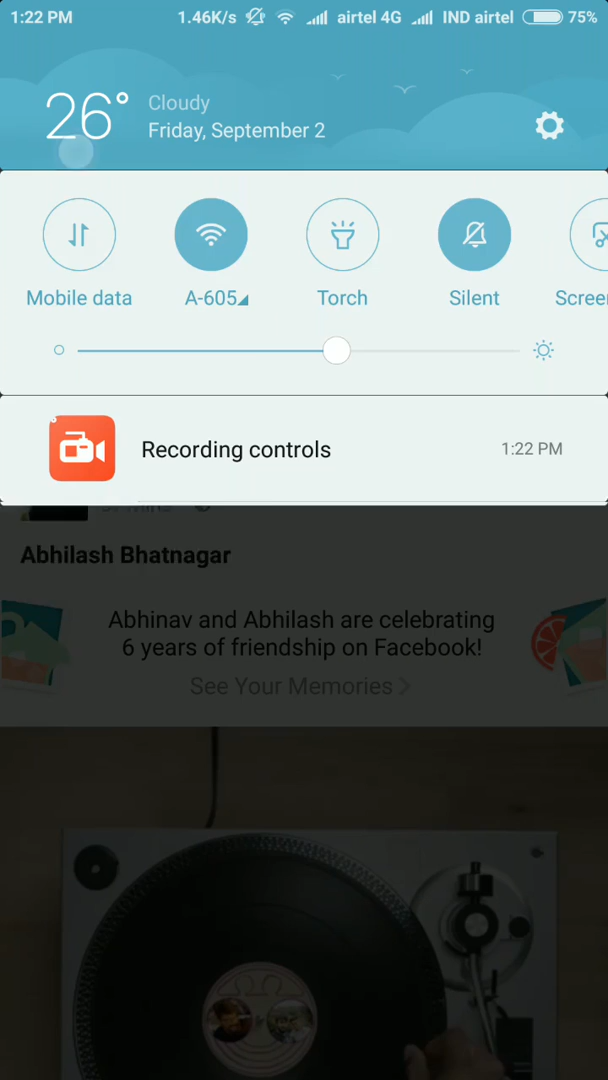 1:22 PM 1.46K/s airtel 4G IND airtel 75%
26° Cloudy
Friday, September 2
Mobile data A-605 Torch Silent Screen
Recording controls 1:22 PM
Abhilash Bhatnagar
Abhinav and Abhilash are celebrating
6 years of friendship on Facebook!
See Your Memories